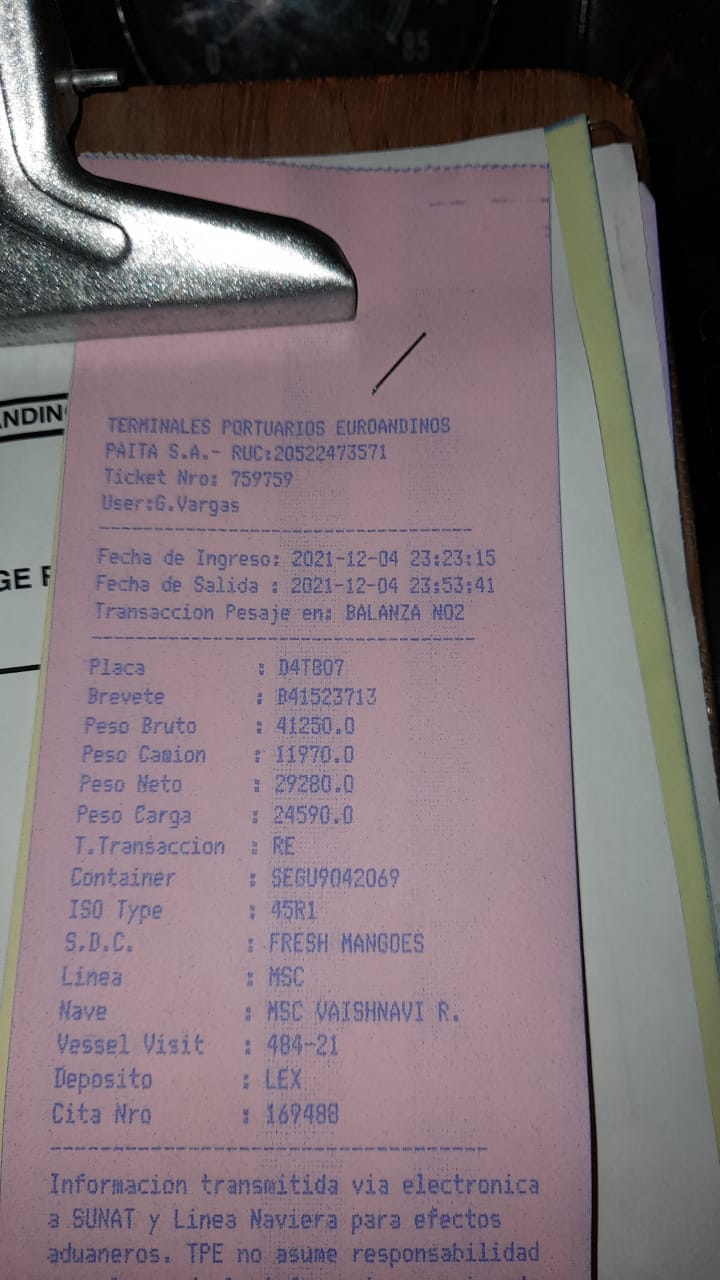 0
85
ANDIN
GE F
TERMINALES PORTUARIOS EUROANDINOS
PAITA S.A.- RUC:20522473571
Ticket Nro: 759759
User:G.Vargas
Fecha de Ingreso: 2021-12-04 23:23:15
Fecha de Salida : 2021-12-04 23:53:41
Transaccion Pesaje en: BALANZA NO2
Placa : D4T807
Brevete : B41523713
Peso Bruto : 41250.0
Peso Camion : 11970.0
Peso Neto : 29280.0
Peso Carga : 24590.0
T.Transaccion : RE
Container : SEGU9042069
ISO Type : 45R1
S.D.C. : FRESH MANGOES
Linea : MSC
Nave : MSC VAISHNAVI R.
Vessel Visit : 484-21
Deposito : LEX
Cita Nro : 169488
Informacion transmitida via electronica
a SUNAT y Linea Naviera para efectos
aduaneros. TPE no asume responsabilidad